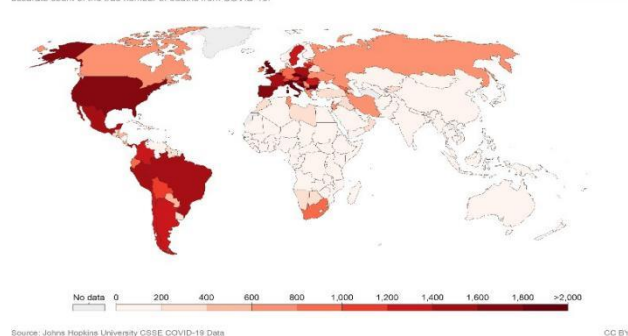 No data 0 200 400 600 800 1,000 1,200 1,400 1,600 1,800 >2,000
Source: Johns Hopkins University CSSE COVID-19 Data CC BY